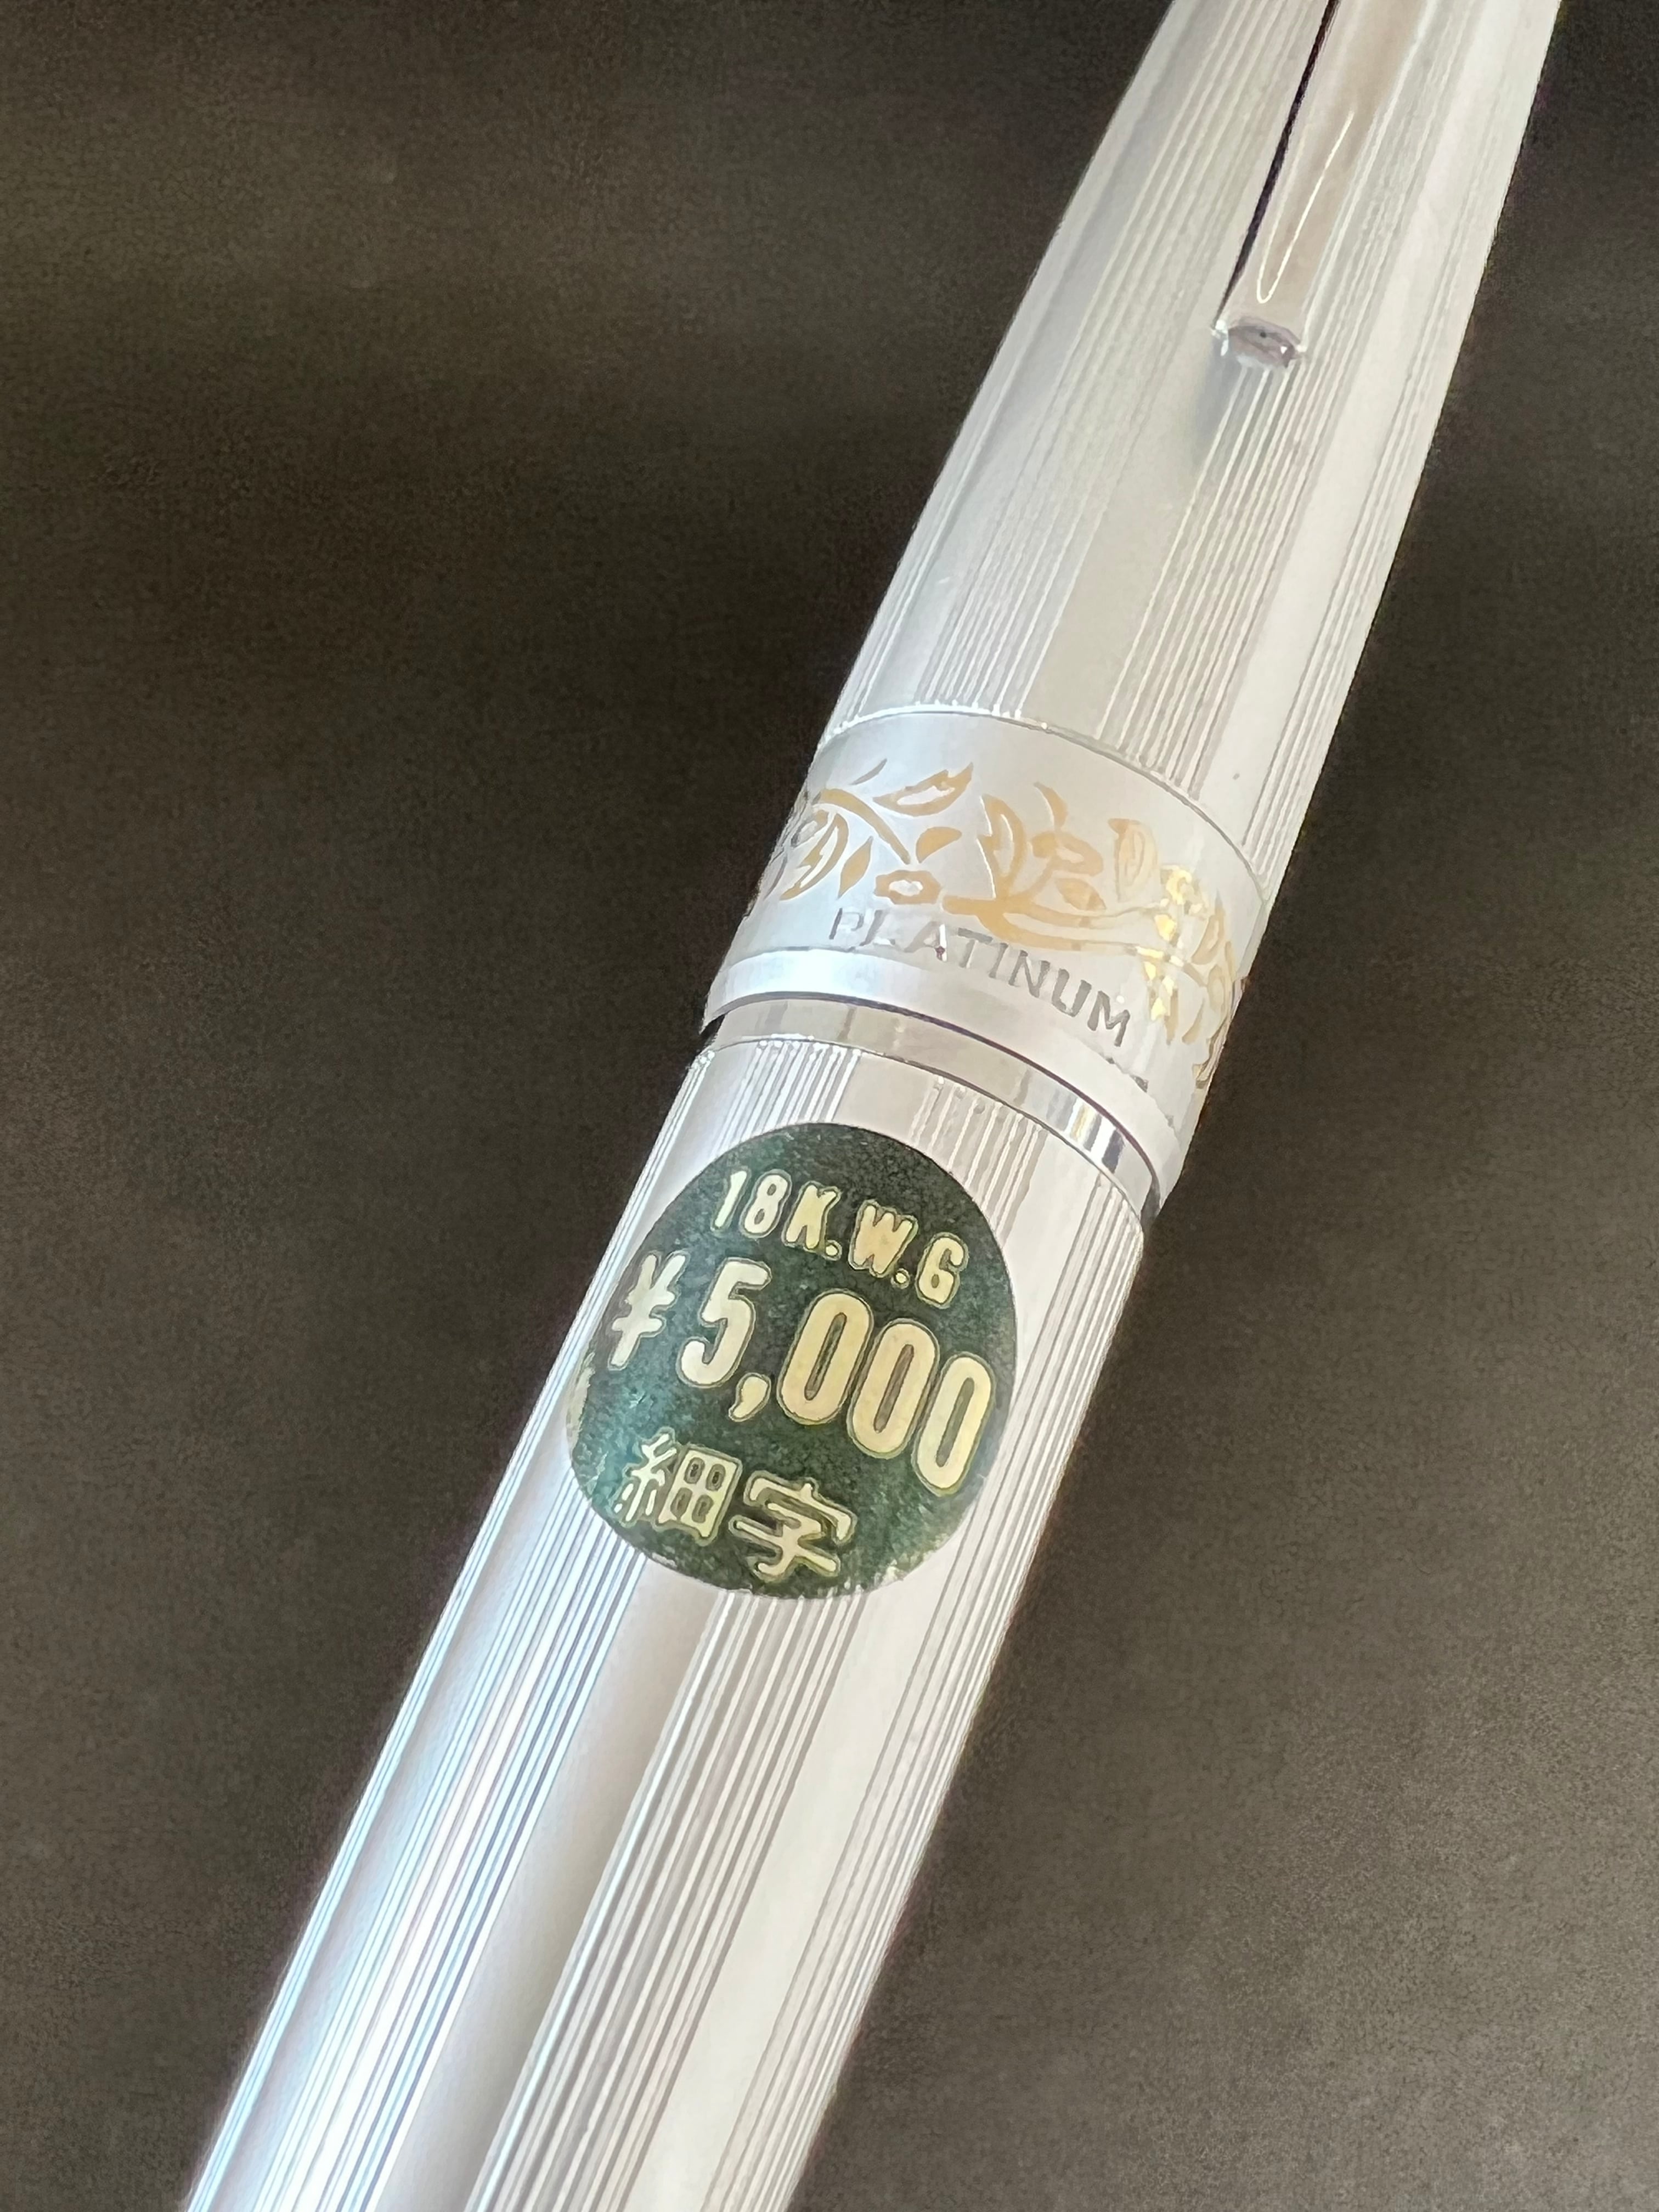 PLATINUM
18K.W.G
¥5,000
細字